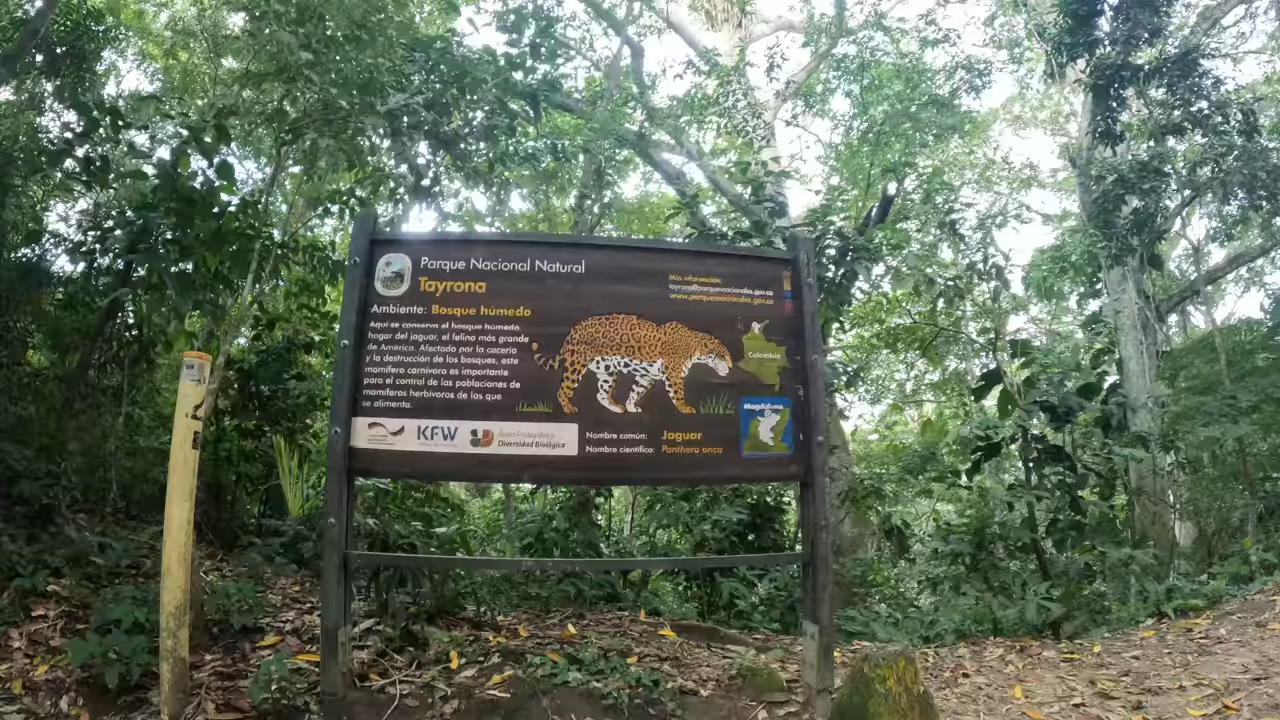 Parque Nacional Natural
Tayrona
Ambiente: Bosque húmedo
Aquí se conserva el bosque húmedo
hogar del jaguar, el felino más grande
de América. Afectado por la cacería
y la destrucción de los bosques, este
mamífero carnívoro es importante
para el control de las poblaciones de
mamíferos herbívoros de los que
se alimenta.
Más información:
tayrona@parquesnacionales.gov.co
www.parquesnacionales.gov.co
Colombia
Magdalena
KFW
Diversidad Biológica
Nombre común: Jaguar
Nombre científico: Panthera onca